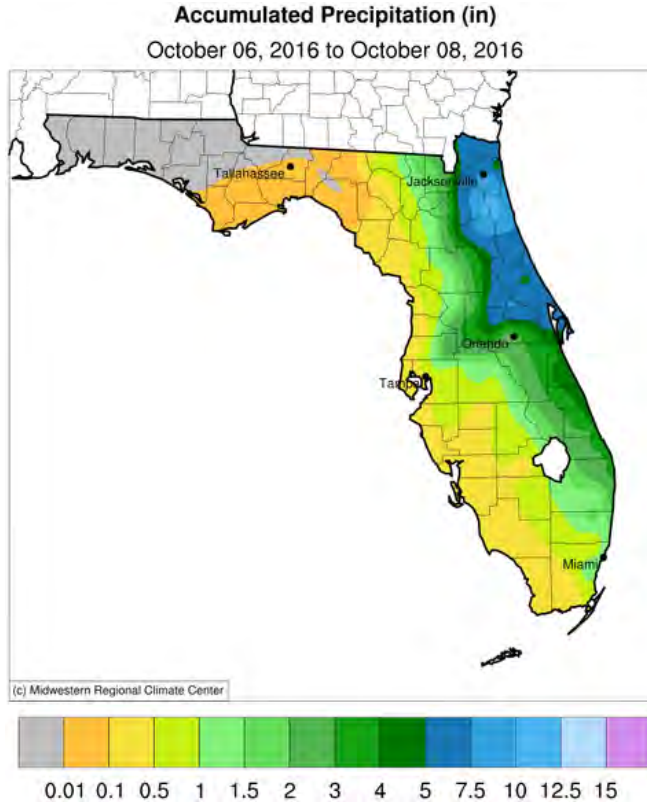 Accumulated Precipitation (in)
October 06, 2016 to October 08, 2016
Tallahassee
Jacksonville
Orlando
Tampa
Miami
(c) Midwestern Regional Climate Center
0.01 0.1 0.5 1 1.5 2 3 4 5 7.5 10 12.5 15